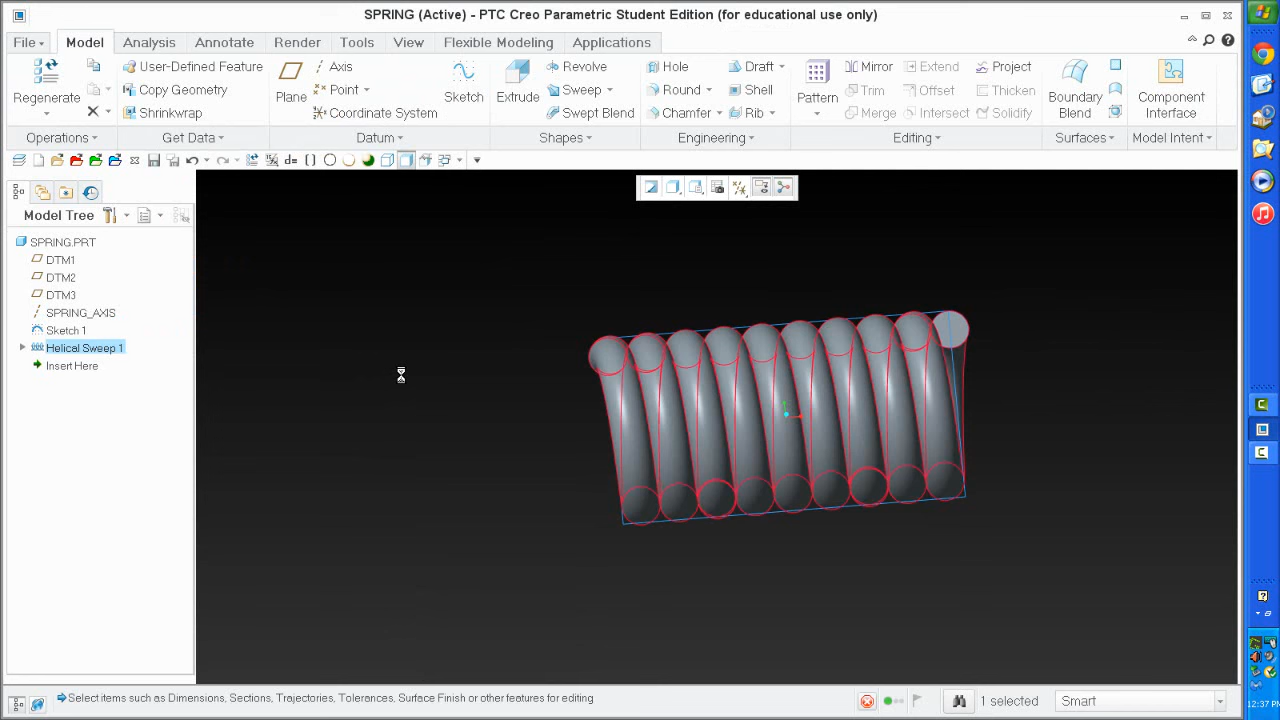 SPRING (Active) - PTC Creo Parametric Student Edition (for educational use only)
File Model Analysis Annotate Render Tools View Flexible Modeling Applications
Regenerate
User-Defined Feature
Copy Geometry
Shrinkwrap
Plane
Axis
Point
Coordinate System
Sketch
Extrude
Revolve
Sweep
Swept Blend
Hole
Round
Chamfer
Draft
Shell
Rib
Pattern
Mirror
Trim
Merge
Extend
Offset
Intersect
Project
Thicken
Solidify
Boundary
Blend
Component
Interface
Operations Get Data Datum Shapes Engineering Editing Surfaces Model Intent
Model Tree
SPRING.PRT
DTM1
DTM2
DTM3
SPRING_AXIS
Sketch 1
Helical Sweep 1
Insert Here
Select items such as Dimensions, Sections, Trajectories, Tolerances, Surface Finish or other features for editing
1 selected
Smart
12:37 PM